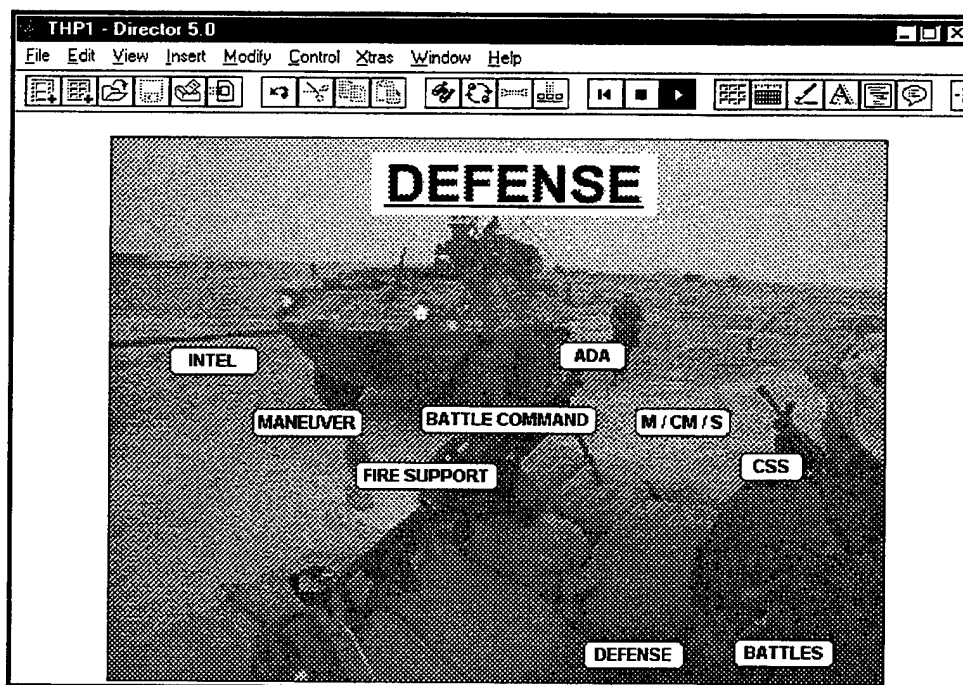 THP1 - Director 5.0
File Edit View Insert Modify Control Xtras Window Help
DEFENSE
INTEL
ADA
MANEUVER
BATTLE COMMAND
M / CM / S
FIRE SUPPORT
CSS
DEFENSE
BATTLES